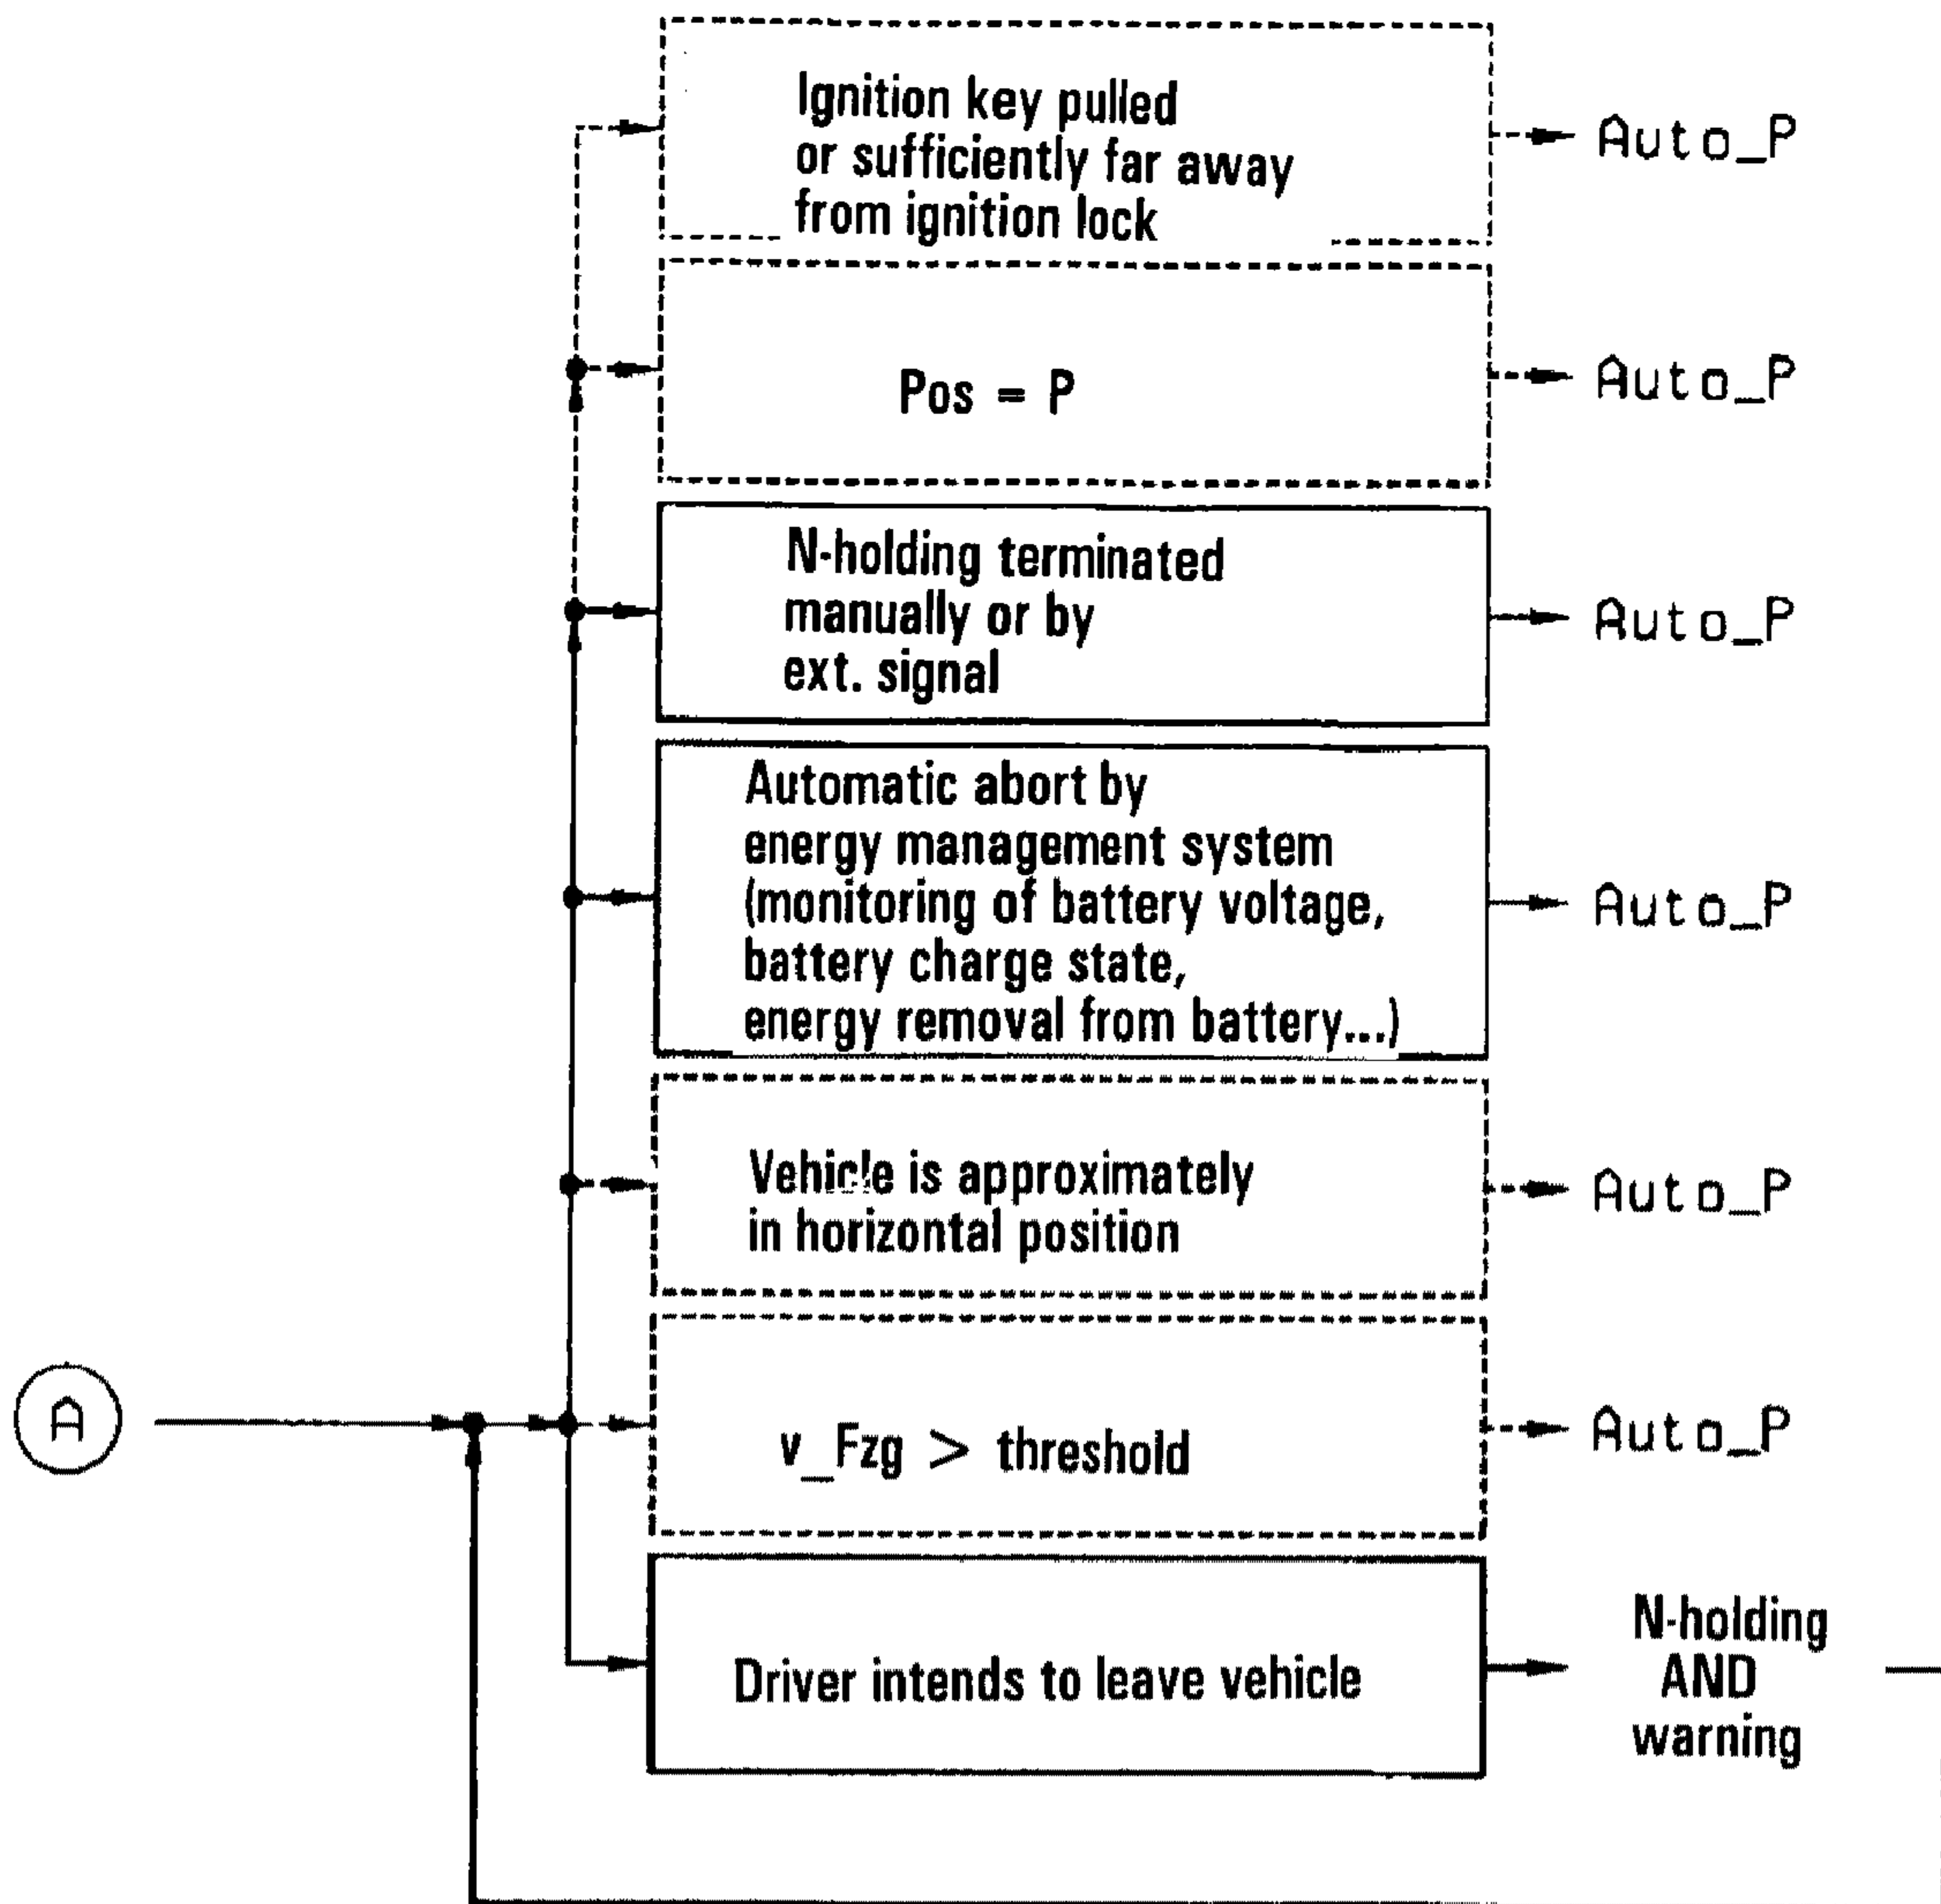 Ignition key pulled
or sufficiently far away
from ignition lock
Auto_P
Pos = P
Auto_P
N-holding terminated
manually or by
ext. signal
Auto_P
Automatic abort by
energy management system
(monitoring of battery voltage,
battery charge state,
energy removal from battery...)
Auto_P
Vehicle is approximately
in horizontal position
Auto_P
A
v_Fzg > threshold
Auto_P
Driver intends to leave vehicle
N-holding
AND
warning